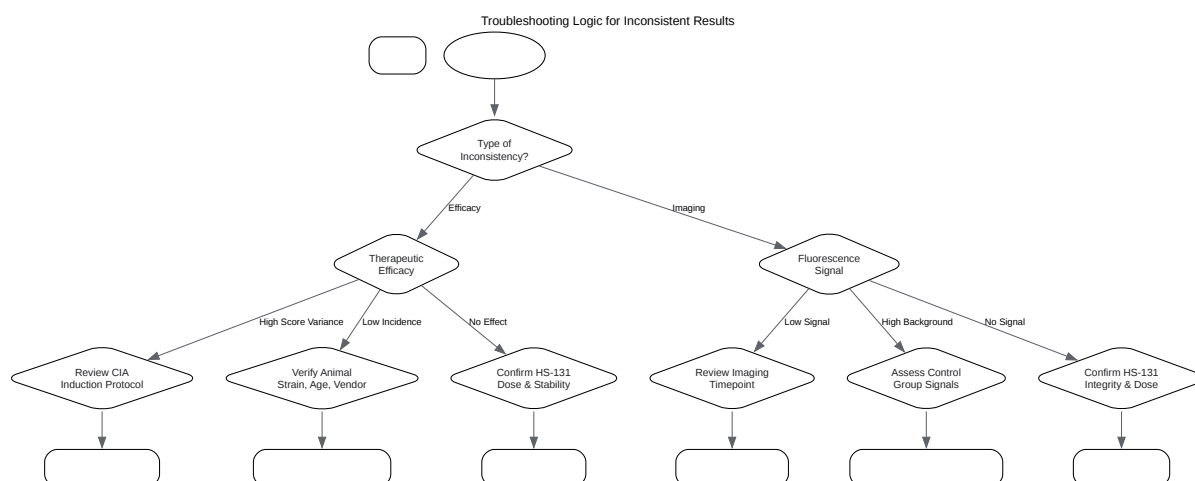 Troubleshooting Logic for Inconsistent Results
Type of
Inconsistency?
Efficacy
Imaging
Therapeutic
Efficacy
Fluorescence
Signal
High Score Variance
Low Incidence
No Effect
Low Signal
High Background
No Signal
Review CIA
Induction Protocol
Verify Animal
Strain, Age, Vendor
Confirm HS-131
Dose & Stability
Review Imaging
Timepoint
Assess Control
Group Signals
Confirm HS-131
Integrity & Dose